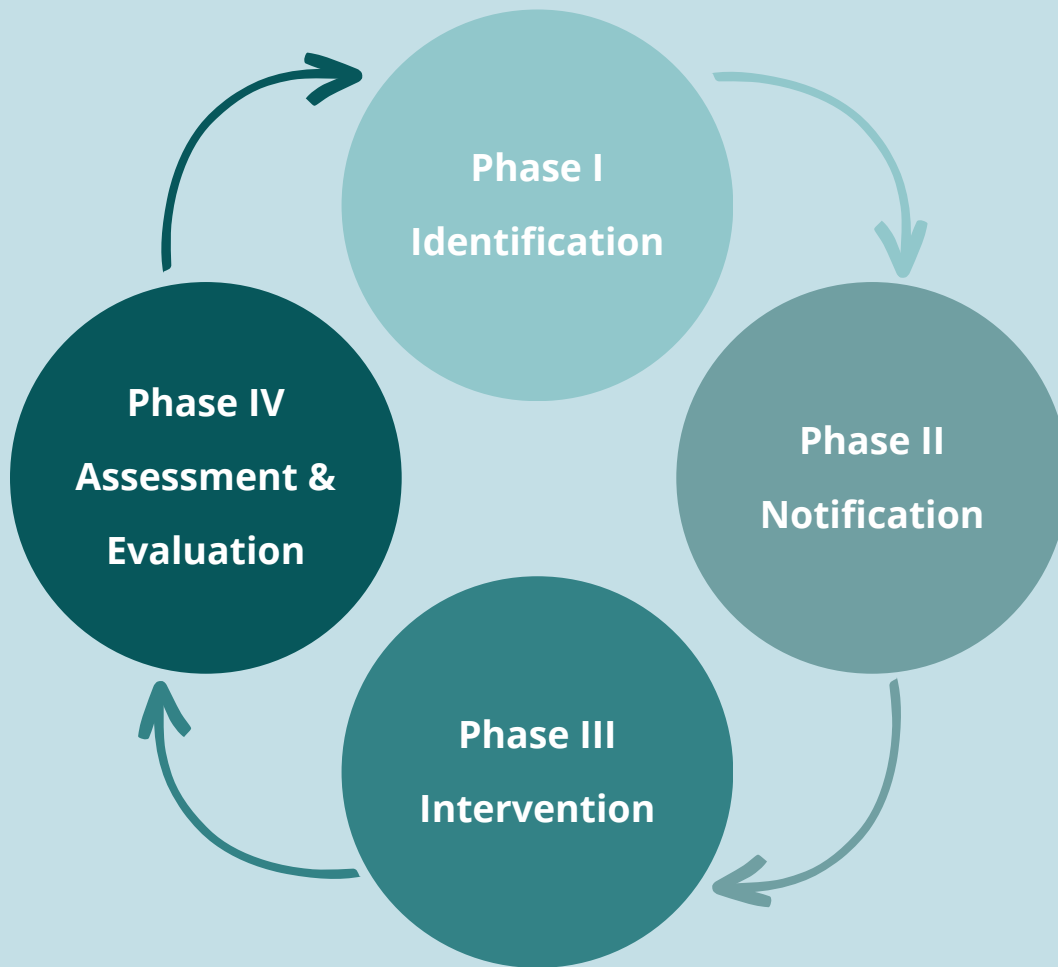 Phase I
Identification
Phase II
Notification
Phase III
Intervention
Phase IV
Assessment &
Evaluation